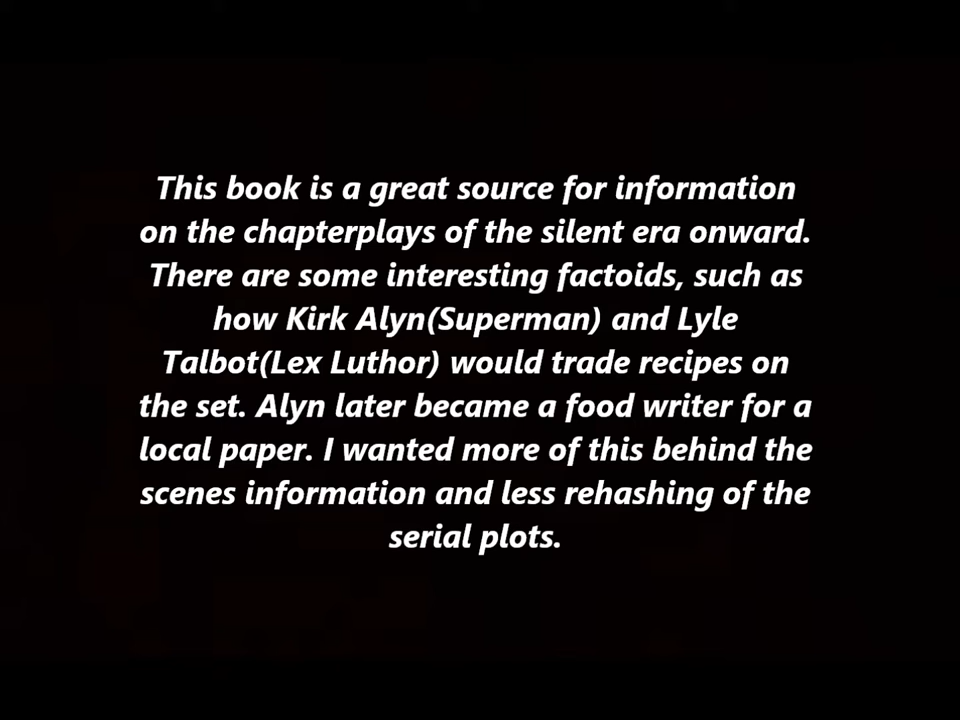 This book is a great source for information
on the chapterplays of the silent era onward.
There are some interesting factoids, such as
how Kirk Alyn(Superman) and Lyle
Talbot(Lex Luthor) would trade recipes on
the set. Alyn later became a food writer for a
local paper. I wanted more of this behind the
scenes information and less rehashing of the
serial plots.